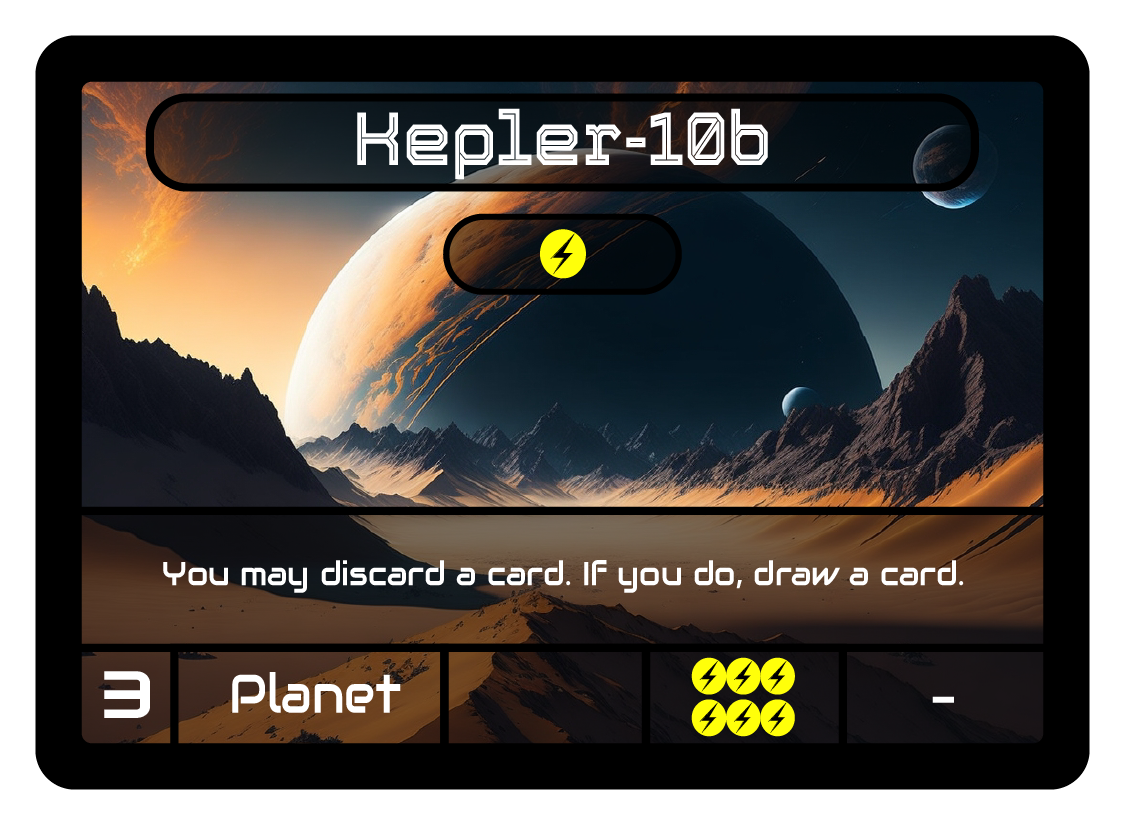 Kepler-10b
You may discard a card. If you do, draw a card.
3
Planet
-